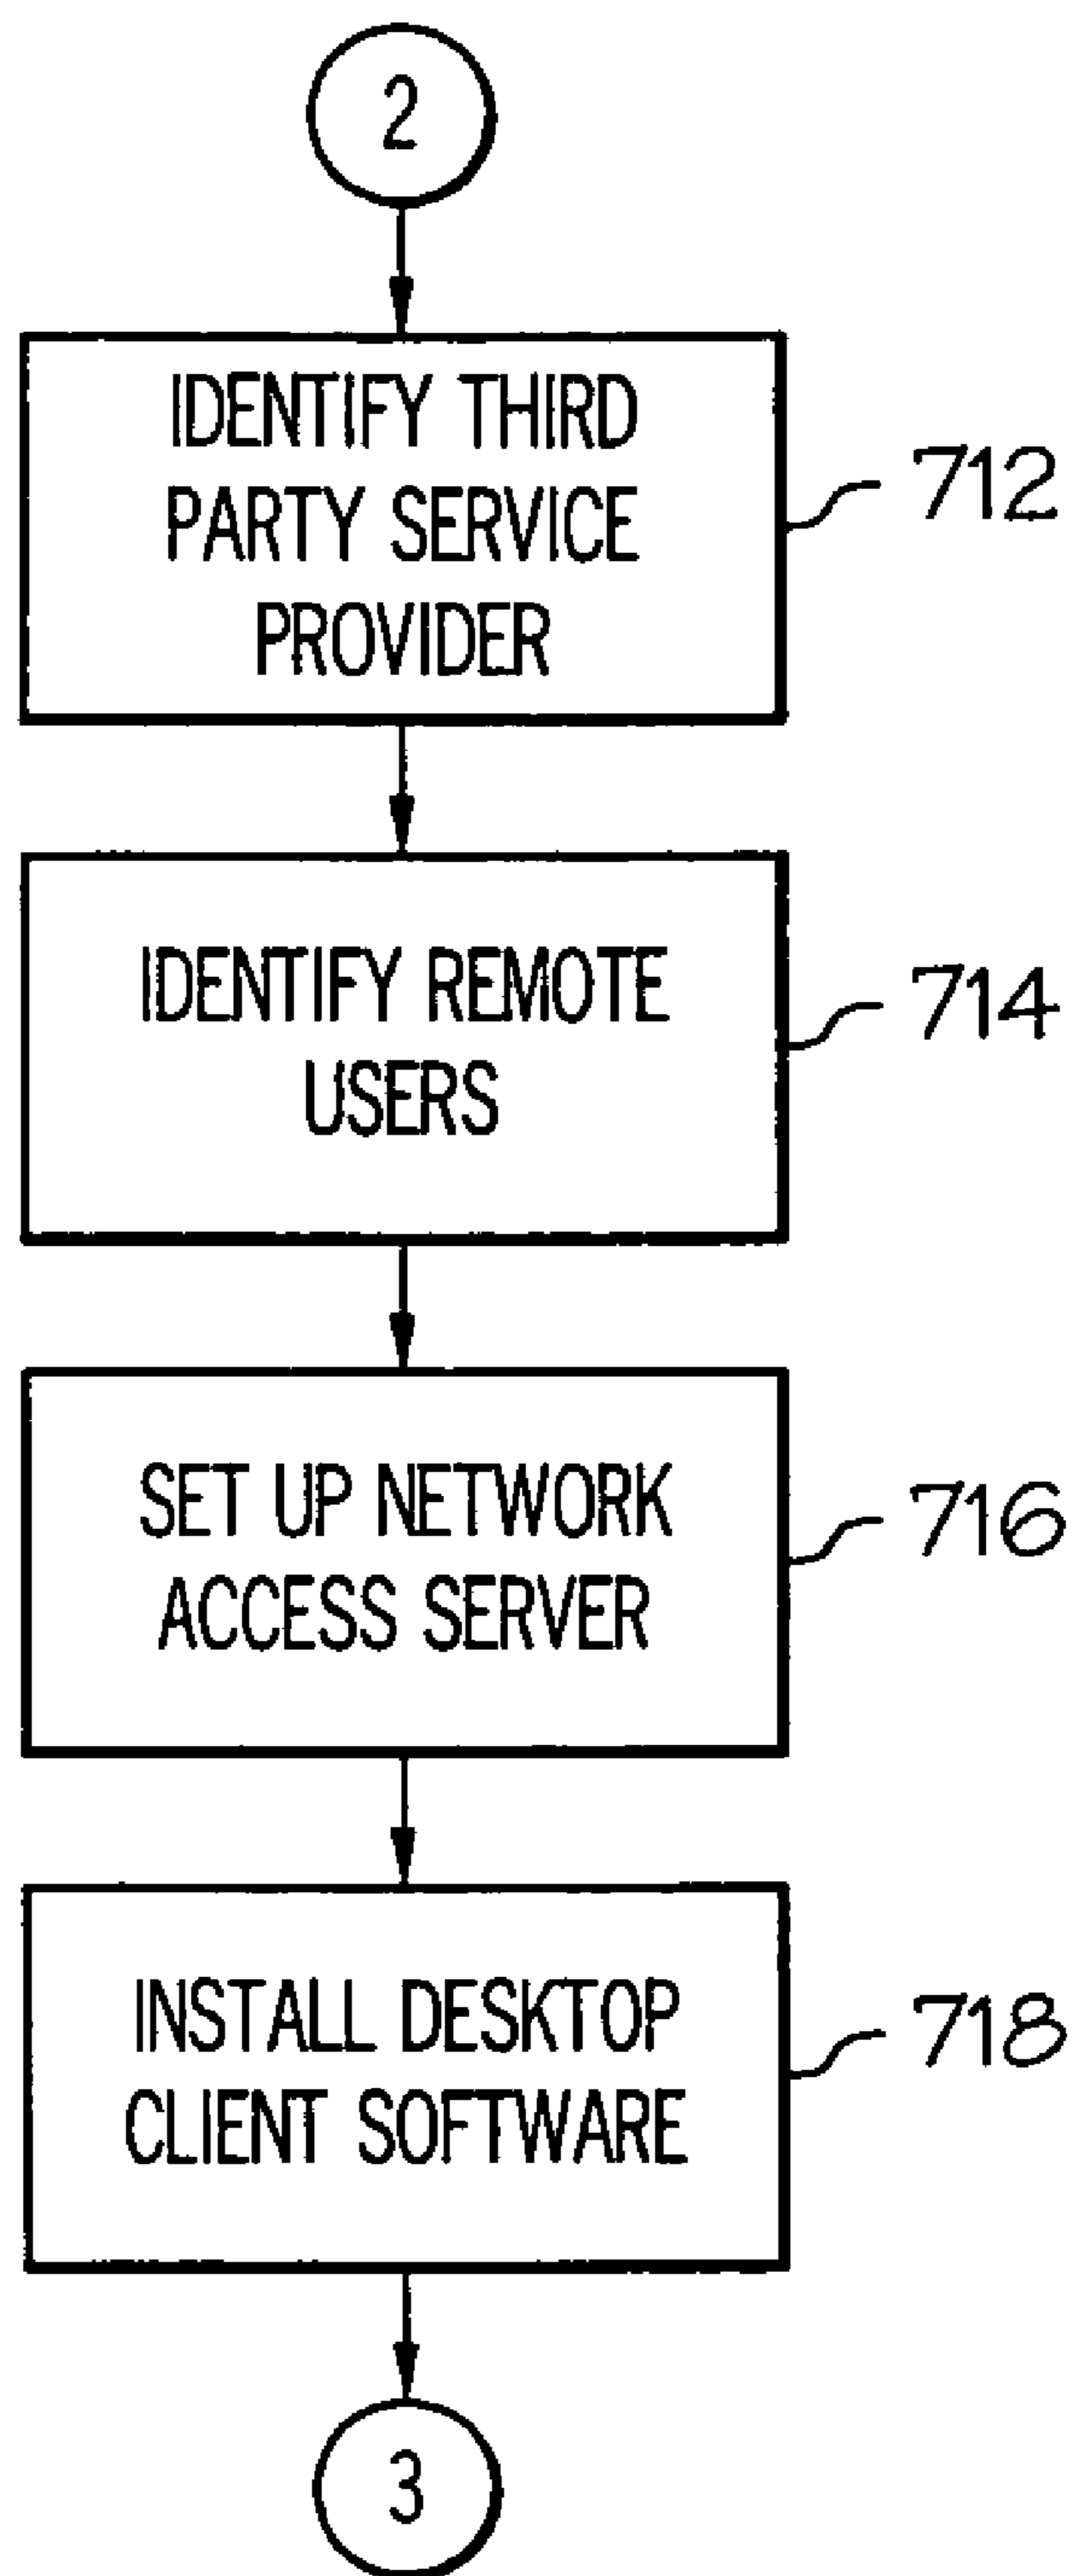 2
IDENTIFY THIRD
PARTY SERVICE
PROVIDER
712
IDENTIFY REMOTE
USERS
714
SET UP NETWORK
ACCESS SERVER
716
INSTALL DESKTOP
CLIENT SOFTWARE
718
3